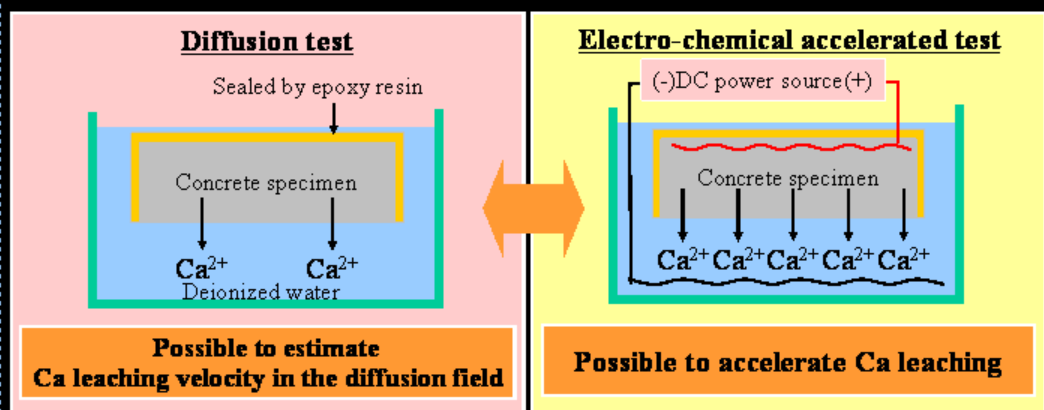 Diffusion test
Sealed by epoxy resin
Concrete specimen
Ca²⁺ Ca²⁺
Deionized water
Possible to estimate
Ca leaching velocity in the diffusion field
Electro-chemical accelerated test
(-)DC power source(+)
Concrete specimen
Ca²⁺ Ca²⁺ Ca²⁺ Ca²⁺ Ca²⁺
Possible to accelerate Ca leaching